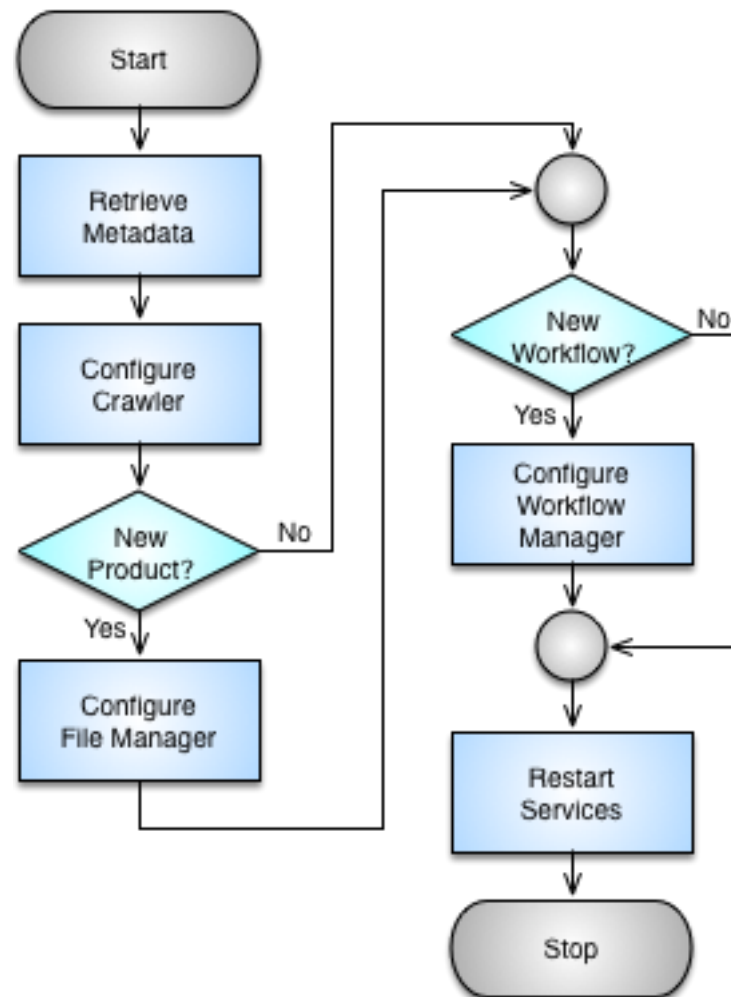 Start
Retrieve
Metadata
Configure
Crawler
New
Product?
No
Yes
Configure
File Manager
New
Workflow?
No
Yes
Configure
Workflow
Manager
Restart
Services
Stop